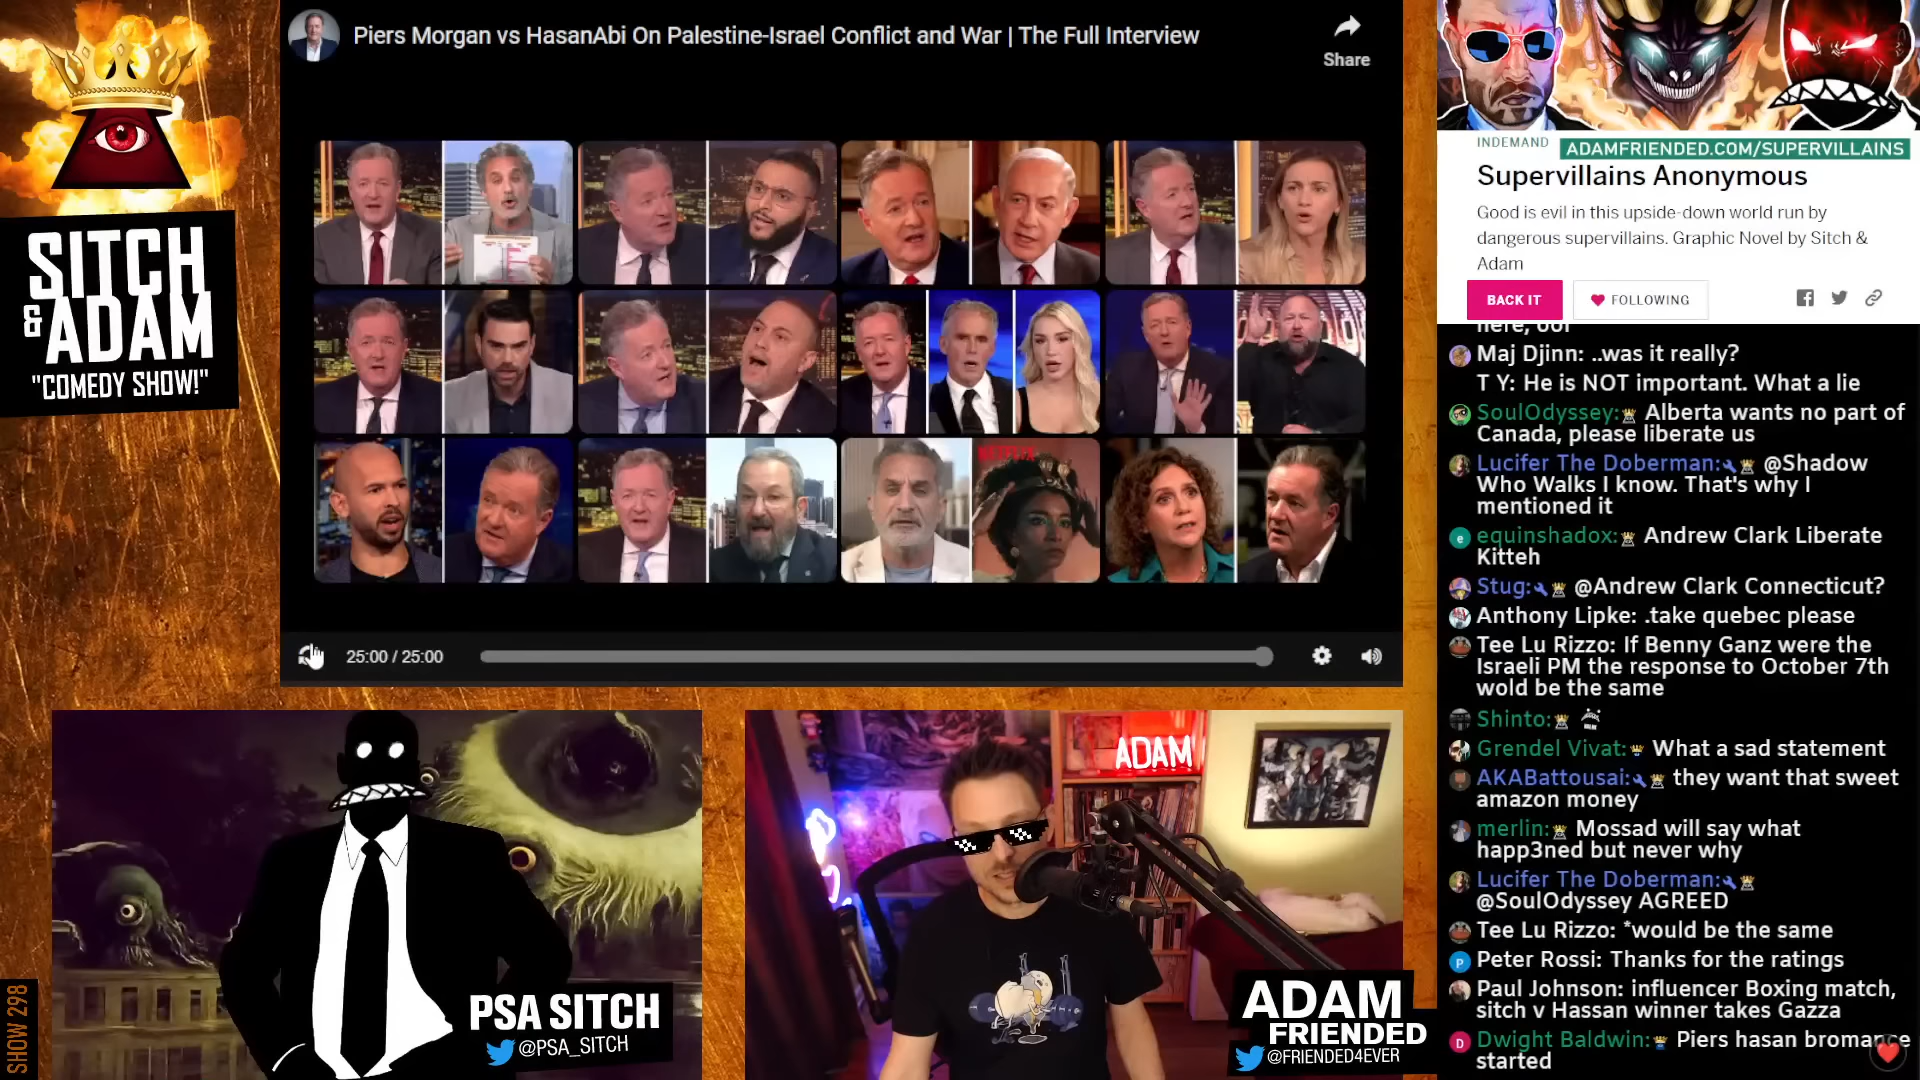 Piers Morgan vs HasanAbi On Palestine-Israel Conflict and War | The Full Interview
Share
25:00 / 25:00
NETFLIX
SITCH
& ADAM
"COMEDY SHOW!"
SHOW 298
PSA SITCH
@PSA_SITCH
ADAM
ADAM
FRIENDED
@FRIENDED4EVER
INDEMAND
ADAMFRIENDED.COM/SUPERVILLAINS
Supervillains Anonymous
Good is evil in this upside-down world run by
dangerous supervillains. Graphic Novel by Sitch &
Adam
BACK IT
FOLLOWING
Maj Djinn: ..was it really?
T Y: He is NOT important. What a lie
SoulOdyssey: Alberta wants no part of
Canada, please liberate us
Lucifer The Doberman: @Shadow
Who Walks I know. That's why I
mentioned it
e equinshadox: Andrew Clark Liberate
Kitteh
Stug: @Andrew Clark Connecticut?
Anthony Lipke: .take quebec please
Tee Lu Rizzo: If Benny Ganz were the
Israeli PM the response to October 7th
wold be the same
Shinto:
Grendel Vivat: What a sad statement
AKABattousai: they want that sweet
amazon money
merlin: Mossad will say what
happ3ned but never why
Lucifer The Doberman:
@SoulOdyssey AGREED
Tee Lu Rizzo: *would be the same
P Peter Rossi: Thanks for the ratings
Paul Johnson: influencer Boxing match,
sitch v Hassan winner takes Gazza
D Dwight Baldwin: Piers hasan bromance
started